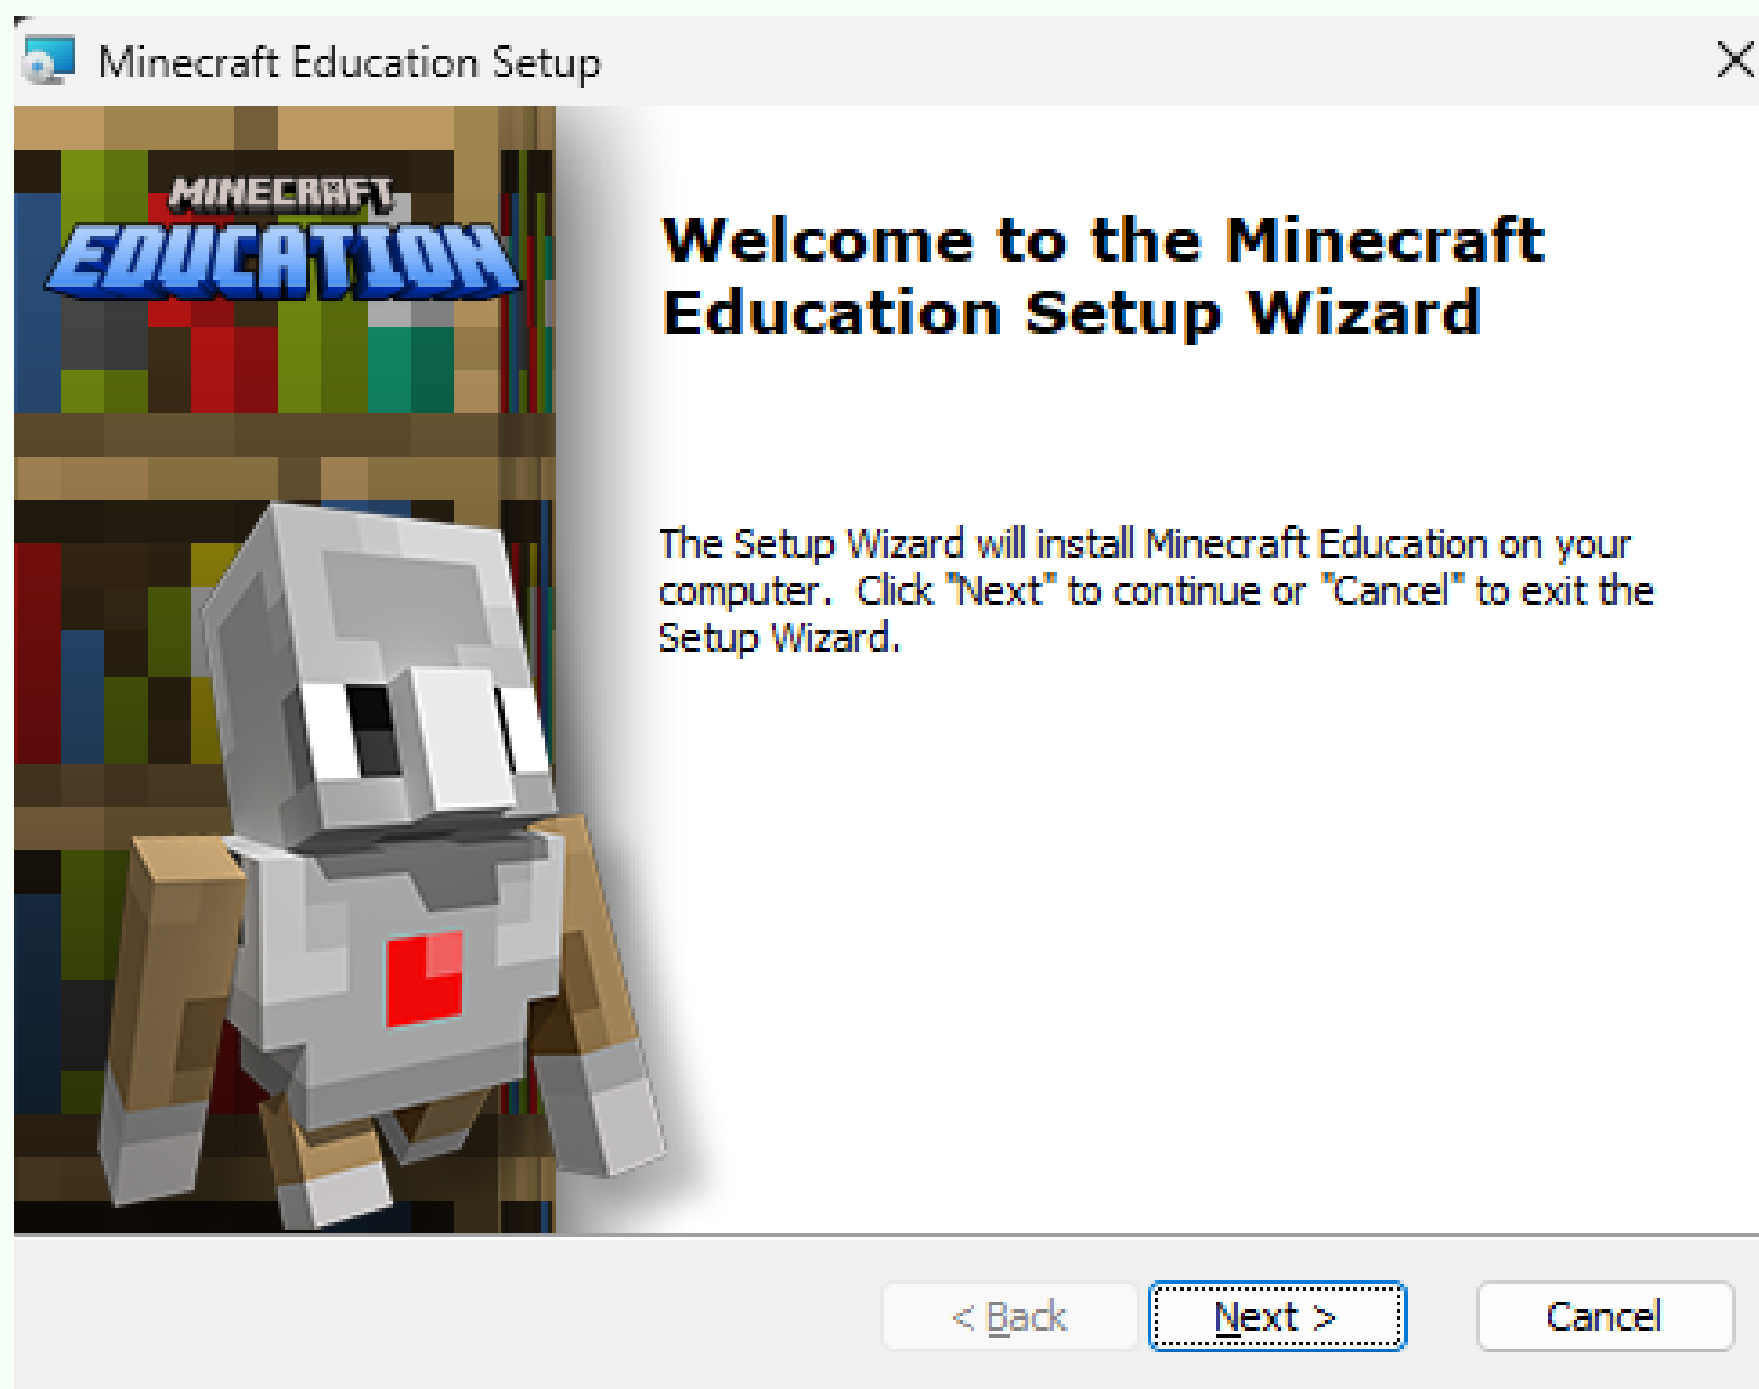 Minecraft Education Setup
MINECRAFT
EDUCATION
Welcome to the Minecraft
Education Setup Wizard
The Setup Wizard will install Minecraft Education on your
computer.  Click "Next" to continue or "Cancel" to exit the
Setup Wizard.
< Back
Next >
Cancel